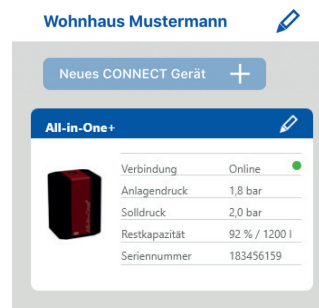 Wohnhaus Mustermann
Neues CONNECT Gerät
All-in-One+
Verbindung Online
Anlagendruck 1,8 bar
Solldruck 2,0 bar
Restkapazität 92 % / 1200 l
Seriennummer 183456159